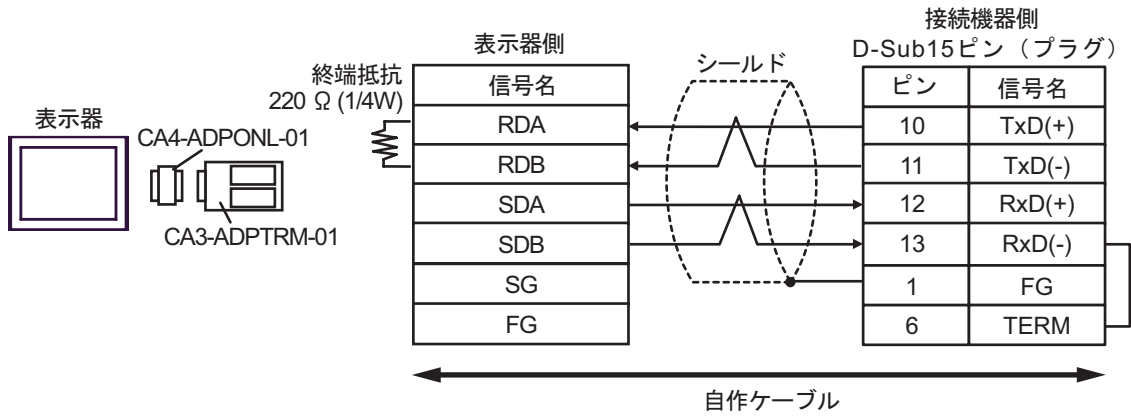 表示器
CA4-ADPONL-01
CA3-ADPTRM-01
終端抵抗
220 Ω (1/4W)
表示器側
信号名
RDA
RDB
SDA
SDB
SG
FG
シールド
接続機器側
D-Sub15ピン（プラグ）
ピン 信号名
10 TxD(+)
11 TxD(-)
12 RxD(+)
13 RxD(-)
1 FG
6 TERM
自作ケーブル